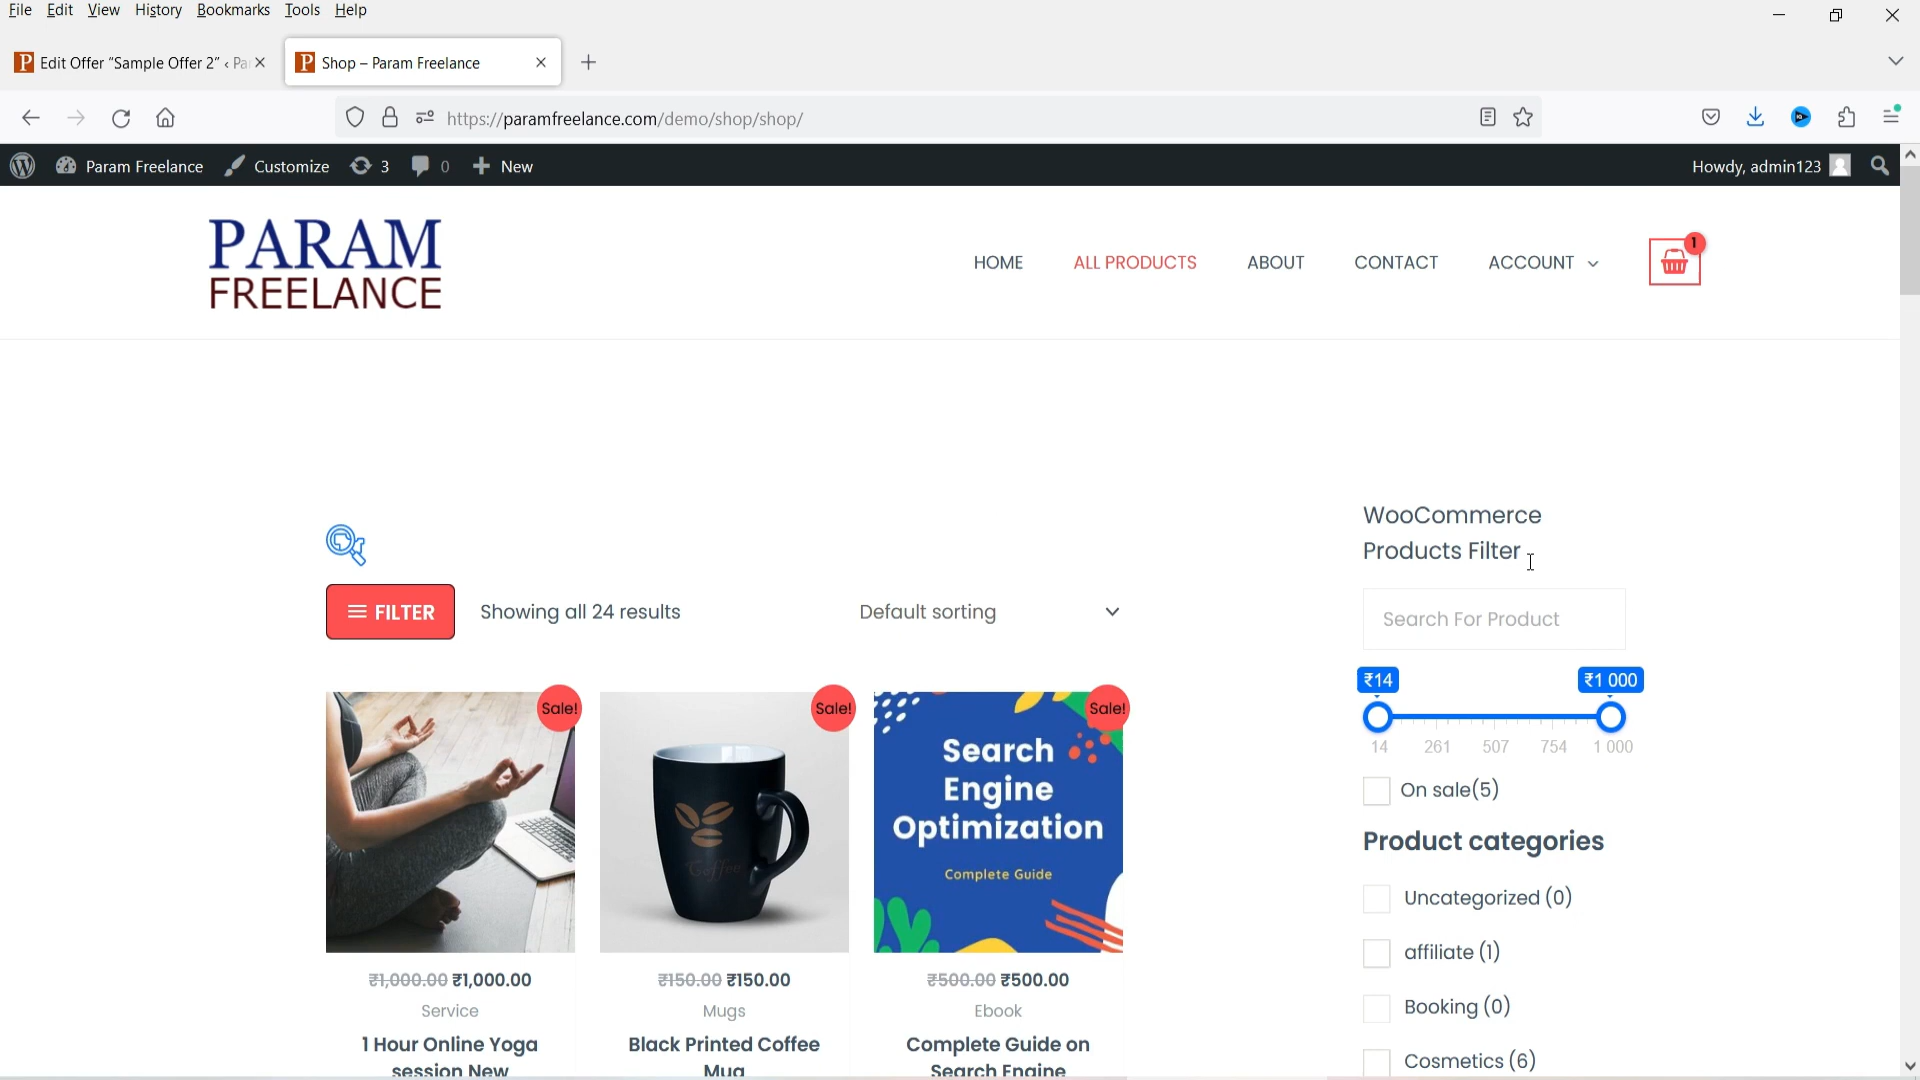 File Edit View History Bookmarks Tools Help
Edit Offer “Sample Offer 2” ‹ Pa
Shop – Param Freelance
https://paramfreelance.com/demo/shop/shop/
Param Freelance Customize 3 0 New Howdy, admin123
PARAM
FREELANCE
HOME ALL PRODUCTS ABOUT CONTACT ACCOUNT 1
FILTER Showing all 24 results Default sorting
Sale!
₹1,000.00 ₹1,000.00
Service
1 Hour Online Yoga
session New
Sale!
Coffee
₹150.00 ₹150.00
Mugs
Black Printed Coffee
Mug
Sale!
Search
Engine
Optimization
Complete Guide
₹500.00 ₹500.00
Ebook
Complete Guide on
Search Engine
WooCommerce
Products Filter
Search For Product
₹14 ₹1 000
14 261 507 754 1 000
On sale(5)
Product categories
Uncategorized (0)
affiliate (1)
Booking (0)
Cosmetics (6)